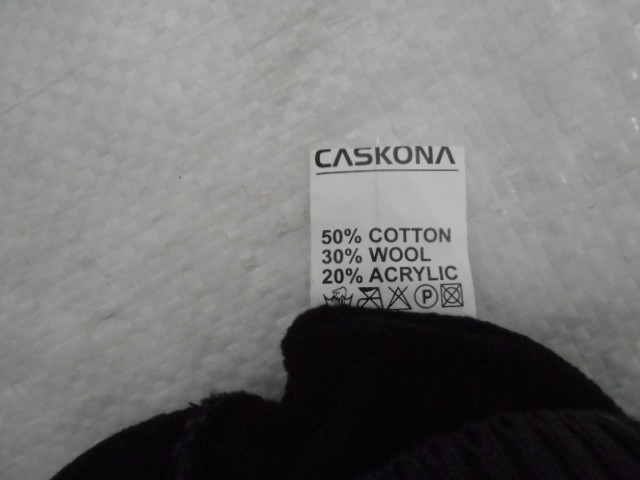 CASKONA
50% COTTON
30% WOOL
20% ACRYLIC
P